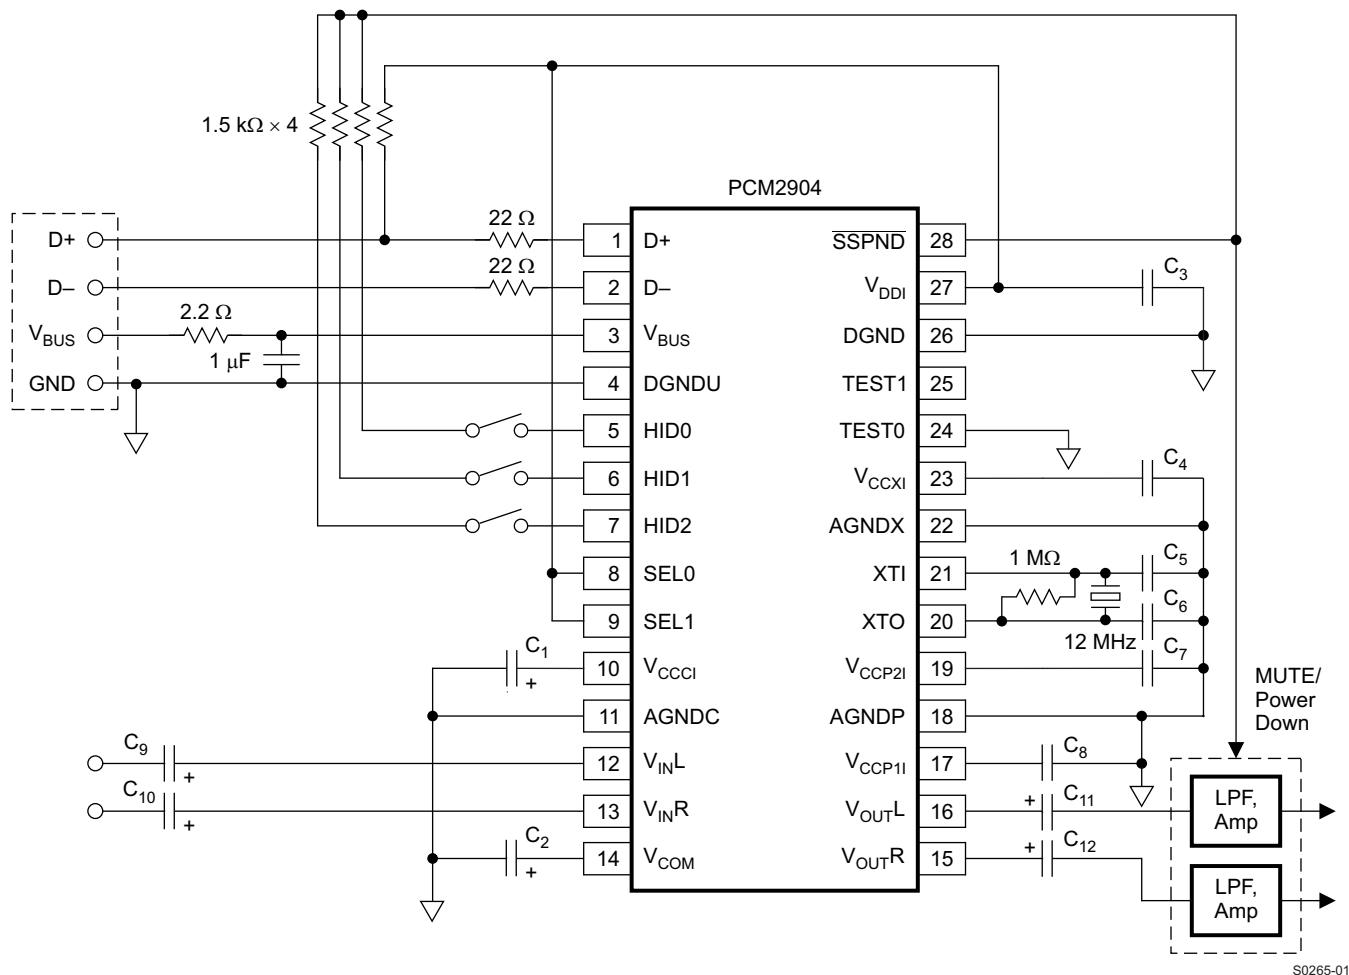 1.5 kΩ × 4
PCM2904
D+
22 Ω
1
D+
SSPND
28
D–
22 Ω
2
D–
VDDI
27
C3
VBUS
2.2 Ω
3
VBUS
DGND
26
1 μF
GND
4
DGNDU
TEST1
25
5
HID0
TEST0
24
6
HID1
VCCXI
23
C4
7
HID2
AGNDX
22
8
SEL0
XTI
21
1 MΩ
C5
9
SEL1
XTO
20
12 MHz
C6
C1
+
10
VCCCI
VCCP2I
19
C7
11
AGNDC
AGNDP
18
MUTE/
Power
Down
C9
+
12
VINL
VCCP1I
17
C8
C10
+
13
VINR
VOUTL
16
+
C11
LPF,
Amp
C2
+
14
VCOM
VOUTR
15
+
C12
LPF,
Amp
S0265-01